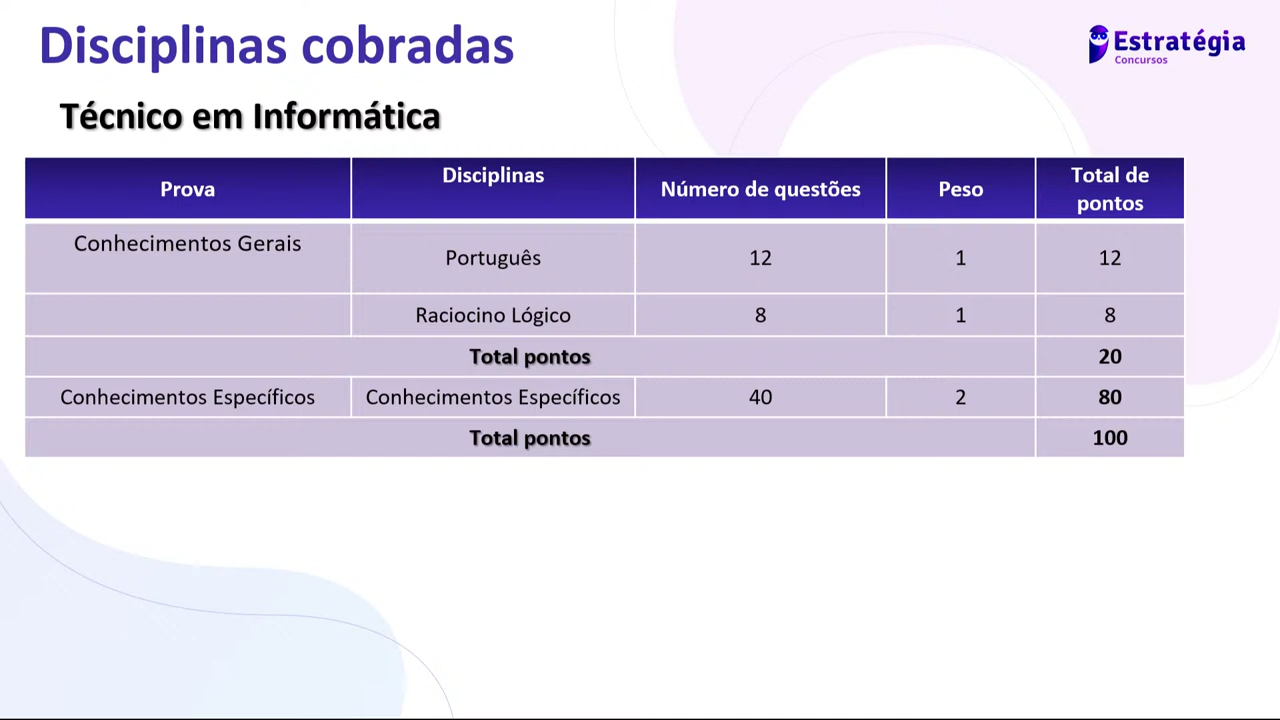 Disciplinas cobradas
Estratégia
Concursos
Técnico em Informática
Prova Disciplinas Número de questões Peso Total de pontos
Conhecimentos Gerais Português 12 1 12
Raciocino Lógico 8 1 8
Total pontos 20
Conhecimentos Específicos Conhecimentos Específicos 40 2 80
Total pontos 100